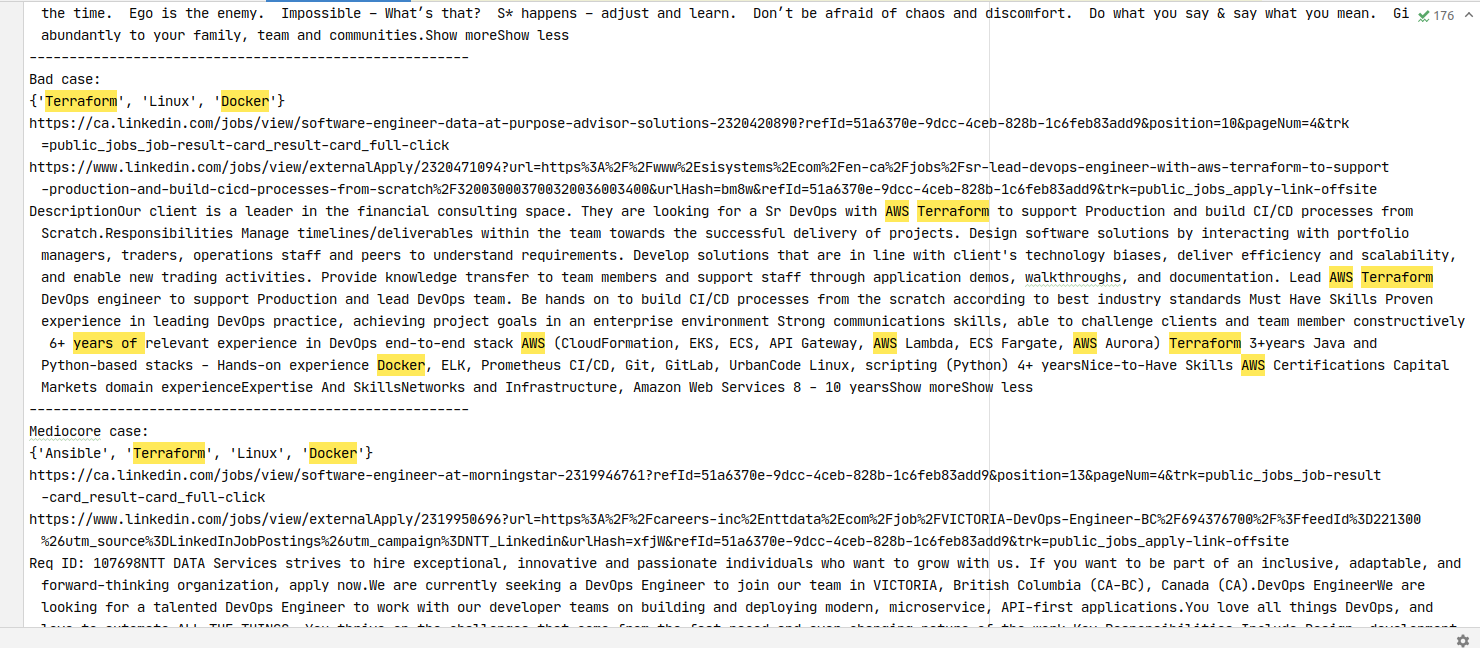 the time.  Ego is the enemy.  Impossible – What’s that?  S* happens – adjust and learn.  Don’t be afraid of chaos and discomfort.  Do what you say & say what you mean.  Gi
176
abundantly to your family, team and communities.Show moreShow less
-------------------------------------------------------
Bad case:
{'Terraform', 'Linux', 'Docker'}
https://ca.linkedin.com/jobs/view/software-engineer-data-at-purpose-advisor-solutions-2320420890?refId=51a6370e-9dcc-4ceb-828b-1c6feb83add9&position=10&pageNum=4&trk
=public_jobs_job-result-card_result-card_full-click
https://www.linkedin.com/jobs/view/externalApply/2320471094?url=https%3A%2F%2Fwww%2Esisystems%2Ecom%2Fen-ca%2Fjobs%2Fsr-lead-devops-engineer-with-aws-terraform-to-support
-production-and-build-cicd-processes-from-scratch%2F320030003700320036003400&urlHash=bm8w&refId=51a6370e-9dcc-4ceb-828b-1c6feb83add9&trk=public_jobs_apply-link-offsite
DescriptionOur client is a leader in the financial consulting space. They are looking for a Sr DevOps with AWS Terraform to support Production and build CI/CD processes from
Scratch.Responsibilities Manage timelines/deliverables within the team towards the successful delivery of projects. Design software solutions by interacting with portfolio
managers, traders, operations staff and peers to understand requirements. Develop solutions that are in line with client's technology biases, deliver efficiency and scalability,
and enable new trading activities. Provide knowledge transfer to team members and support staff through application demos, walkthroughs, and documentation. Lead AWS Terraform
DevOps engineer to support Production and lead DevOps team. Be hands on to build CI/CD processes from the scratch according to best industry standards Must Have Skills Proven
experience in leading DevOps practice, achieving project goals in an enterprise environment Strong communications skills, able to challenge clients and team member constructively
6+ years of relevant experience in DevOps end-to-end stack AWS (CloudFormation, EKS, ECS, API Gateway, AWS Lambda, ECS Fargate, AWS Aurora) Terraform 3+years Java and
Python-based stacks - Hands-on experience Docker, ELK, Prometheus CI/CD, Git, GitLab, UrbanCode Linux, scripting (Python) 4+ yearsNice-to-Have Skills AWS Certifications Capital
Markets domain experienceExpertise And SkillsNetworks and Infrastructure, Amazon Web Services 8 - 10 yearsShow moreShow less
-------------------------------------------------------
Mediocore case:
{'Ansible', 'Terraform', 'Linux', 'Docker'}
https://ca.linkedin.com/jobs/view/software-engineer-at-morningstar-2319946761?refId=51a6370e-9dcc-4ceb-828b-1c6feb83add9&position=13&pageNum=4&trk=public_jobs_job-result
-card_result-card_full-click
https://www.linkedin.com/jobs/view/externalApply/2319950696?url=https%3A%2F%2Fcareers-inc%2Enttdata%2Ecom%2Fjob%2FVICTORIA-DevOps-Engineer-BC%2F694376700%2F%3FfeedId%3D221300
%26utm_source%3DLinkedInJobPostings%26utm_campaign%3DNTT_Linkedin&urlHash=xfjW&refId=51a6370e-9dcc-4ceb-828b-1c6feb83add9&trk=public_jobs_apply-link-offsite
Req ID: 107698NTT DATA Services strives to hire exceptional, innovative and passionate individuals who want to grow with us. If you want to be part of an inclusive, adaptable, and
forward-thinking organization, apply now.We are currently seeking a DevOps Engineer to join our team in VICTORIA, British Columbia (CA-BC), Canada (CA).DevOps EngineerWe are
looking for a talented DevOps Engineer to work with our developer teams on building and deploying modern, microservice, API-first applications.You love all things DevOps, and